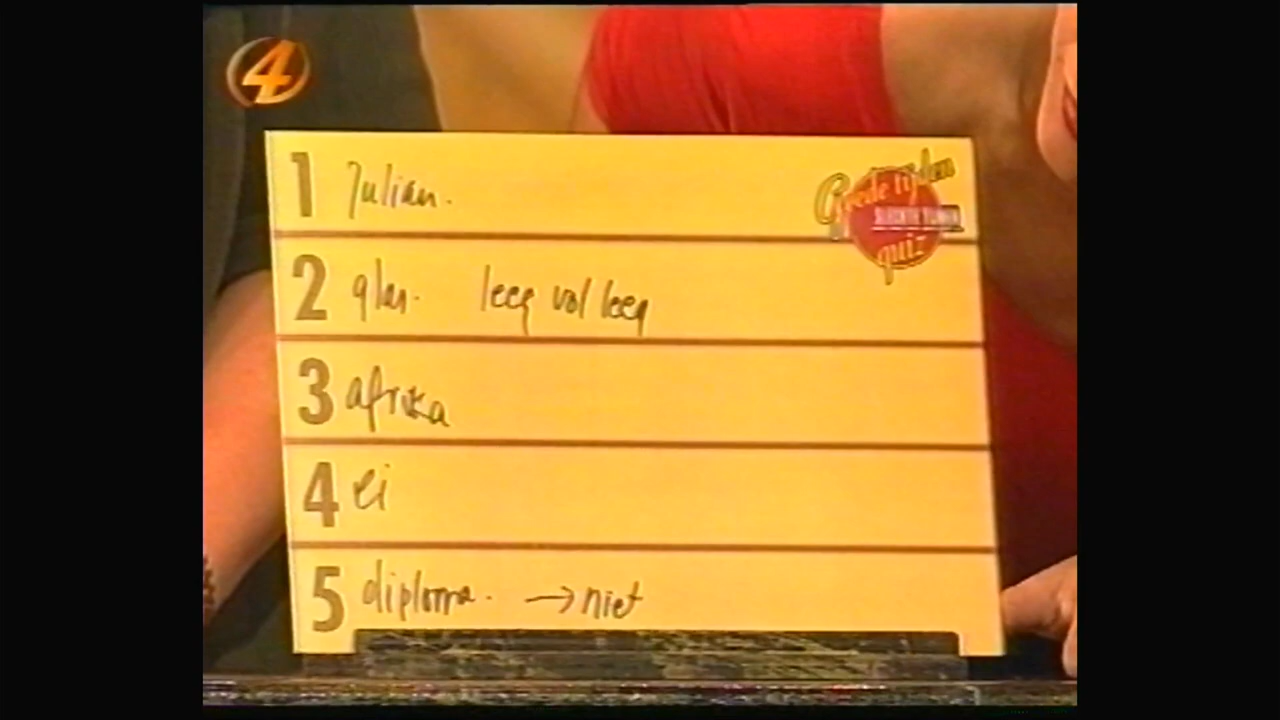 4
1 Julian.
Goede tijden
SLECHTE TIJDEN
quiz
2 glas. leeg vol leeg
3 afrika
4 ei
5 diploma. → niet